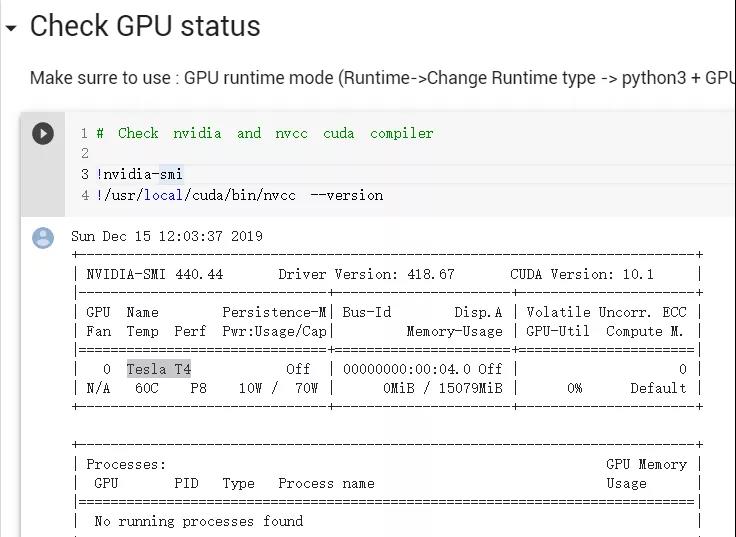 Check GPU status
Make surre to use : GPU runtime mode (Runtime->Change Runtime type -> python3 + GPU
1 # Check nvidia and nvcc cuda compiler
2
3 !nvidia-smi
4 !/usr/local/cuda/bin/nvcc --version
Sun Dec 15 12:03:37 2019
+-----------------------------------------------------------------------------+
| NVIDIA-SMI 440.44       Driver Version: 418.67       CUDA Version: 10.1     |
|-------------------------------+----------------------+----------------------+
| GPU  Name        Persistence-M| Bus-Id        Disp.A | Volatile Uncorr. ECC |
| Fan  Temp  Perf  Pwr:Usage/Cap|         Memory-Usage | GPU-Util  Compute M. |
|===============================+======================+======================|
|   0  Tesla T4            Off  | 00000000:00:04.0 Off |                    0 |
| N/A   60C    P8    10W /  70W |      0MiB / 15079MiB |      0%      Default |
+-------------------------------+----------------------+----------------------+
+-----------------------------------------------------------------------------+
| Processes:                                                       GPU Memory |
|  GPU       PID   Type   Process name                             Usage      |
|=============================================================================|
|  No running processes found                                                 |